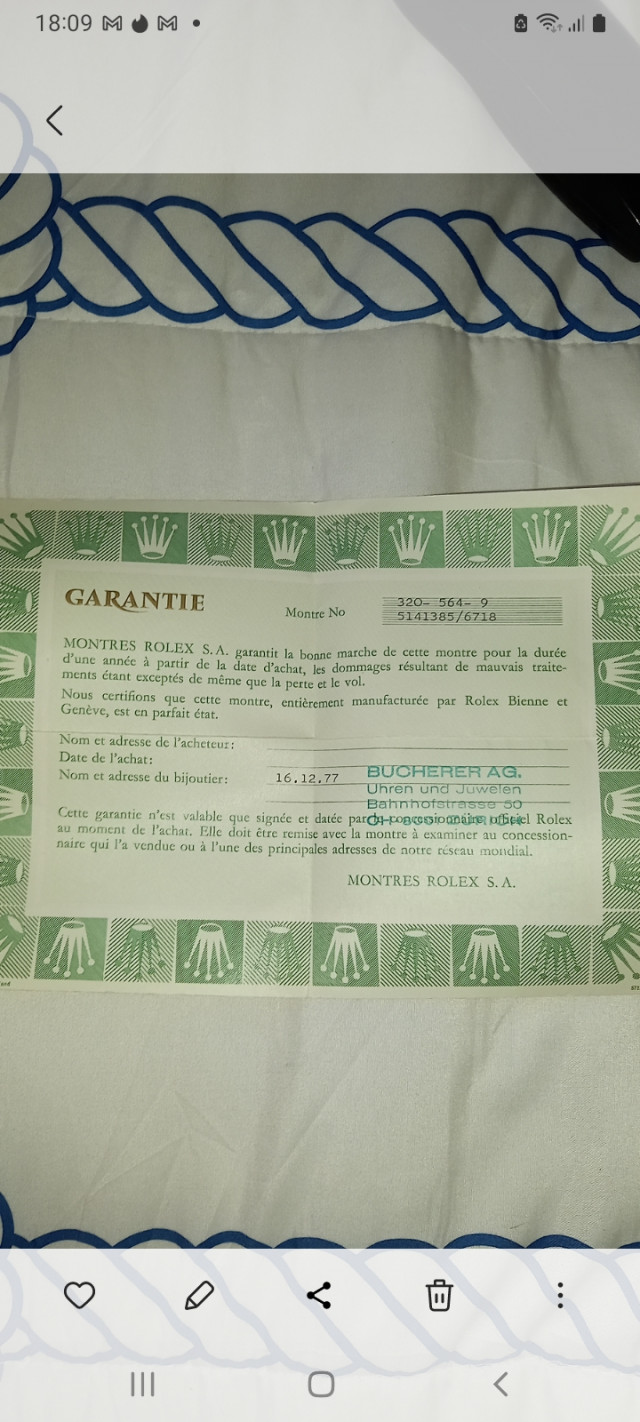 18:09
GARANTIE
Montre No
320- 564- 9
5141385/6718
MONTRES ROLEX S.A. garantit la bonne marche de cette montre pour la durée
d'une année à partir de la date d'achat, les dommages résultant de mauvais traite-
ments étant exceptés de même que la perte et le vol.
Nous certifions que cette montre, entièrement manufacturée par Rolex Bienne et
Genève, est en parfait état.
Nom et adresse de l'acheteur:
Date de l'achat:
Nom et adresse du bijoutier:
16.12.77
BUCHERER AG.
Uhren und Juwelen
Bahnhofstrasse 50
Cette garantie n'est valable que signée et datée par du concessionnaire officiel Rolex
au moment de l'achat. Elle doit être remise avec la montre à examiner au concession-
naire qui l'a vendue ou à l'une des principales adresses de notre réseau mondial.
MONTRES ROLEX S.A.